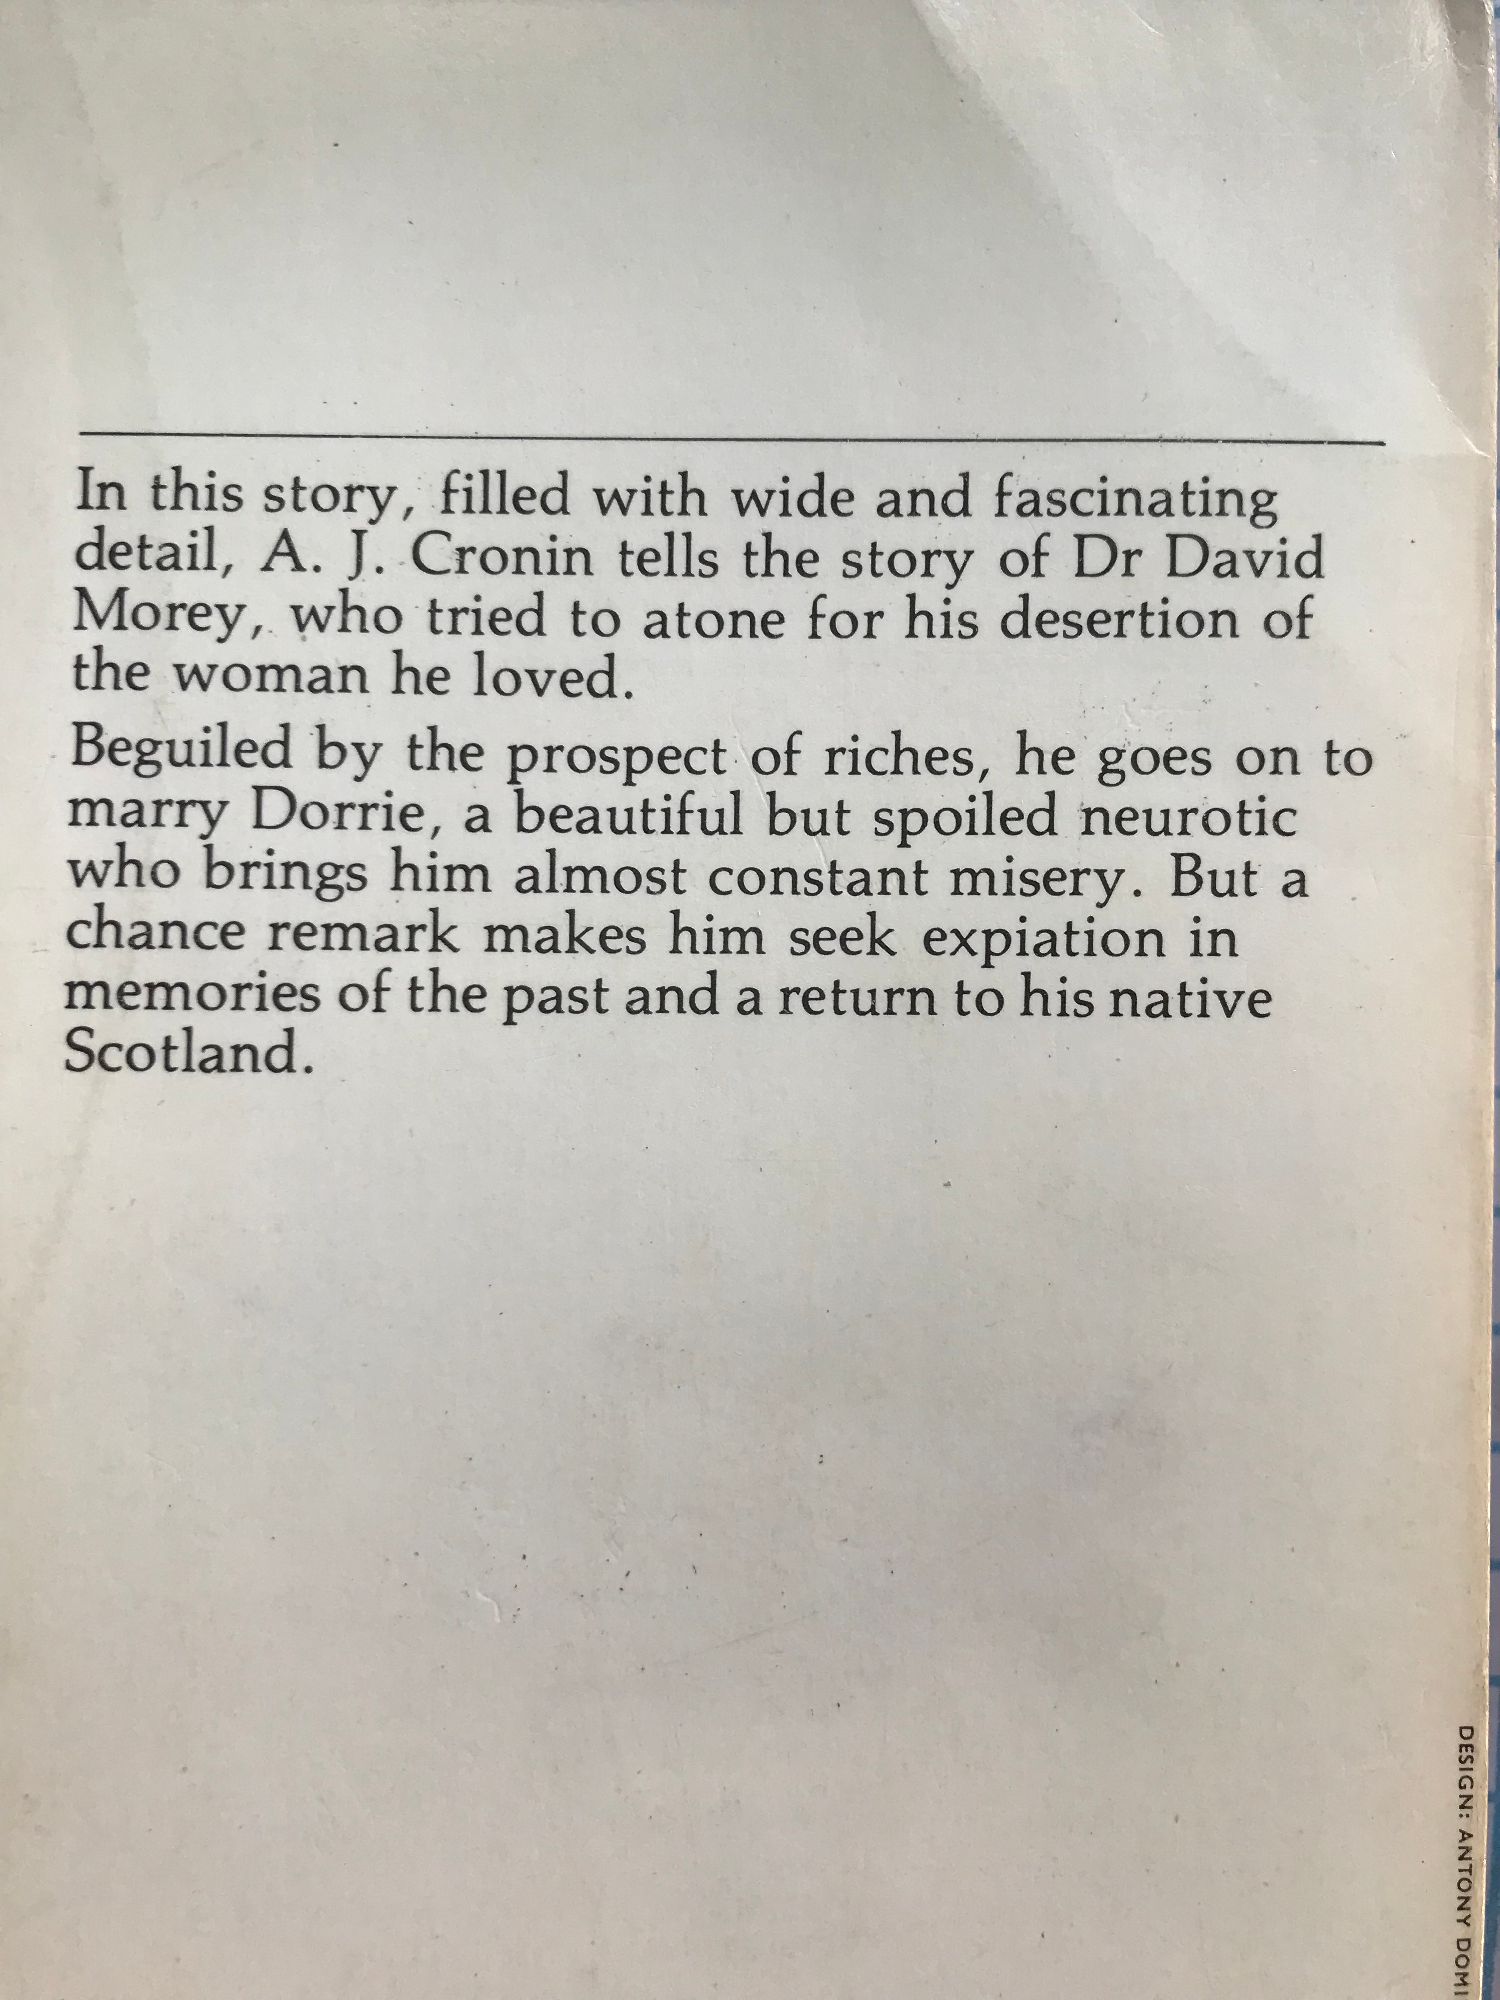 In this story, filled with wide and fascinating
detail, A. J. Cronin tells the story of Dr David
Morey, who tried to atone for his desertion of
the woman he loved.
Beguiled by the prospect of riches, he goes on to
marry Dorrie, a beautiful but spoiled neurotic
who brings him almost constant misery. But a
chance remark makes him seek expiation in
memories of the past and a return to his native
Scotland.
DESIGN: ANTONY DOMI